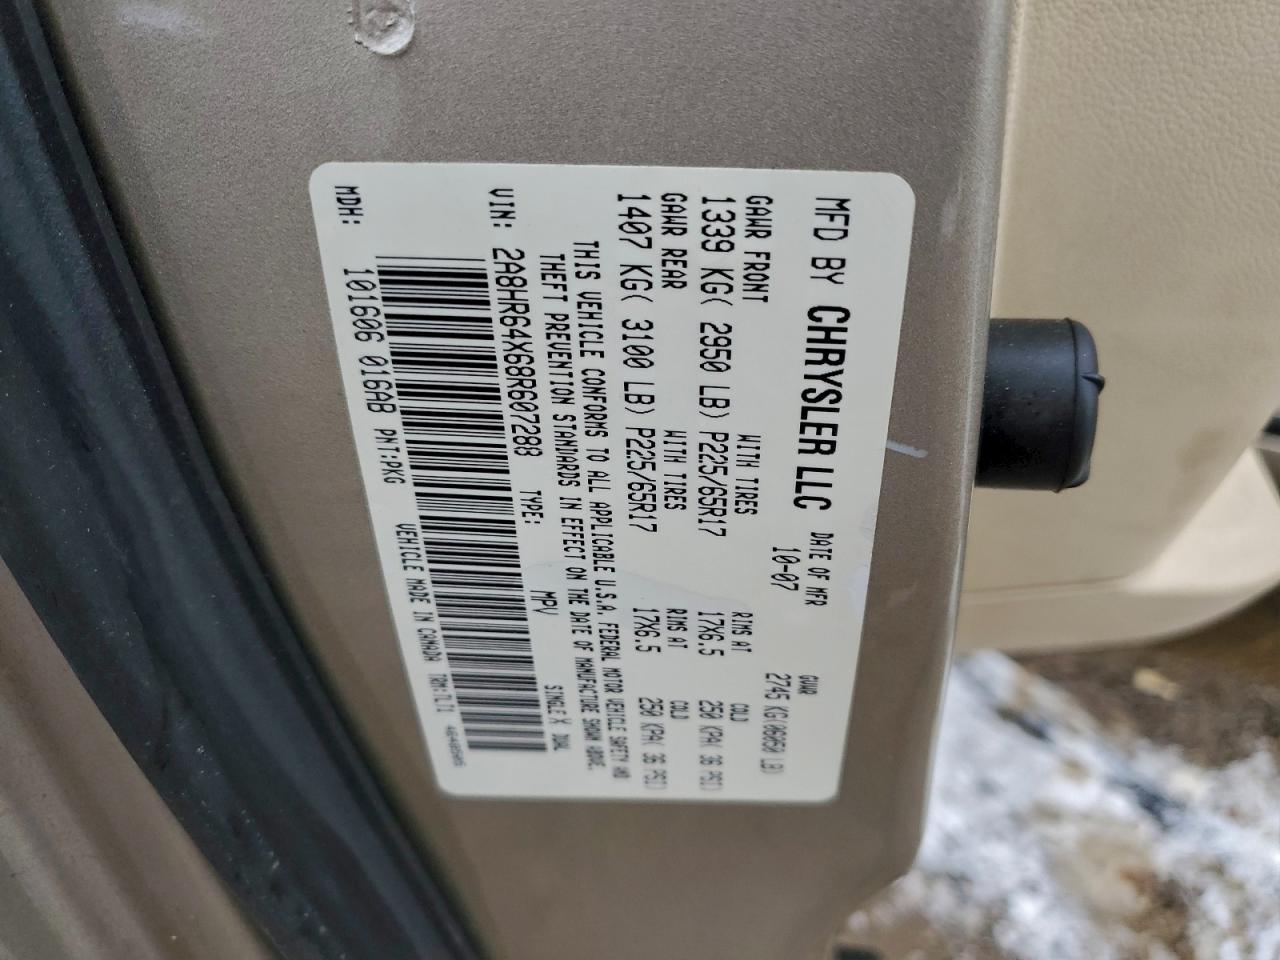 MFD BY CHRYSLER LLC DATE OF MFR 10-07 GVWR 2745 KG(06050 LB)
GAWR FRONT WITH TIRES RIMS AT COLD
1339 KG( 2950 LB) P225/65R17 17X6.5 250 KPA( 36 PSI)
GAWR REAR WITH TIRES RIMS AT COLD
1407 KG( 3100 LB) P225/65R17 17X6.5 250 KPA( 36 PSI)
THIS VEHICLE CONFORMS TO ALL APPLICABLE U.S.A. FEDERAL MOTOR VEHICLE SAFETY AND
THEFT PREVENTION STANDARDS IN EFFECT ON THE DATE OF MANUFACTURE SHOWN ABOVE.
VIN: 2A8HR64X68R607288 TYPE: MPV SINGLE X DUAL
MDH: 101606 016AB PNT:PKG VEHICLE MADE IN CANADA TRM:TLT1